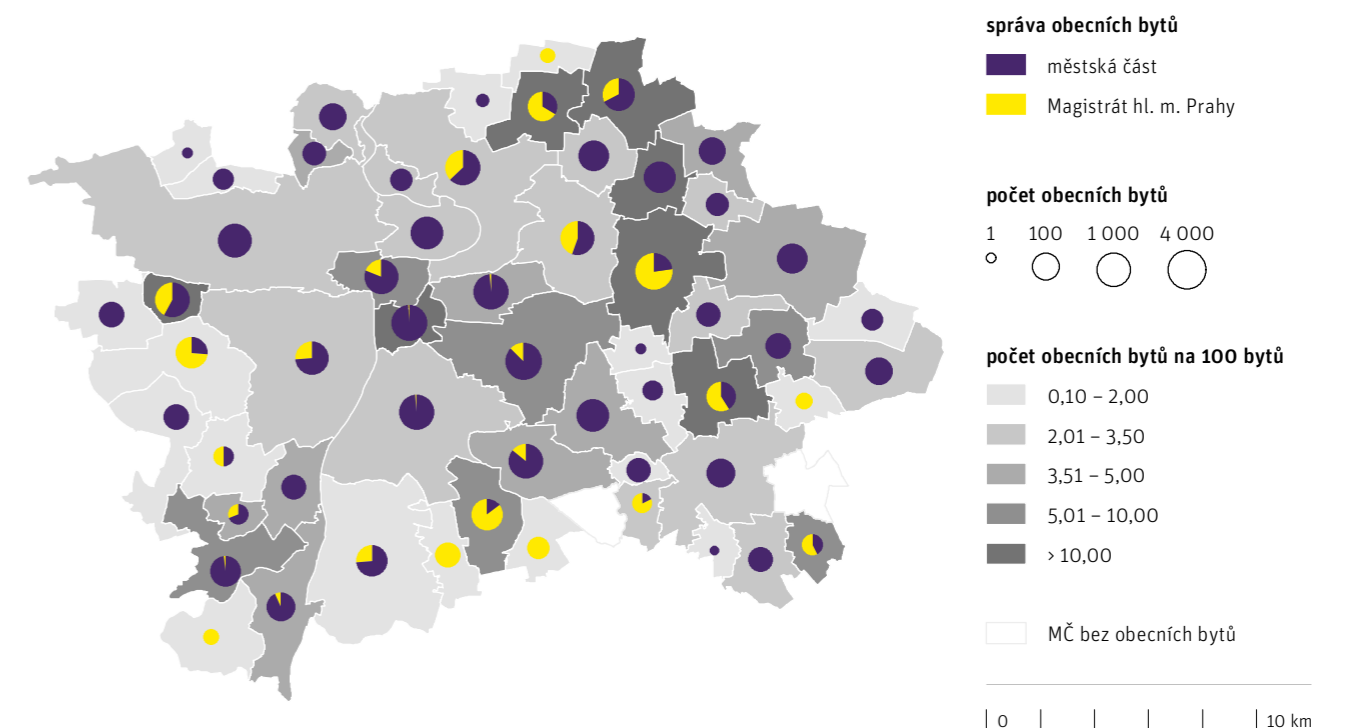 správa obecních bytů
městská část
Magistrát hl. m. Prahy
počet obecních bytů
1 100 1 000 4 000
počet obecních bytů na 100 bytů
0,10 – 2,00
2,01 – 3,50
3,51 – 5,00
5,01 – 10,00
> 10,00
MČ bez obecních bytů
0 10 km